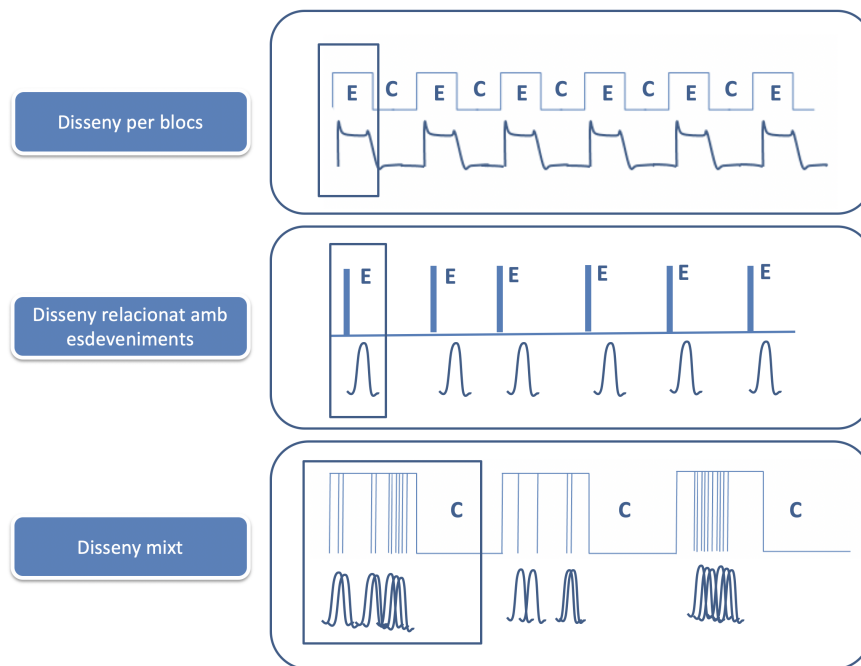 Disseny per blocs
E C E C E C E C E C E
Disseny relacionat amb
esdeveniments
E E E E E E
Disseny mixt
C C C